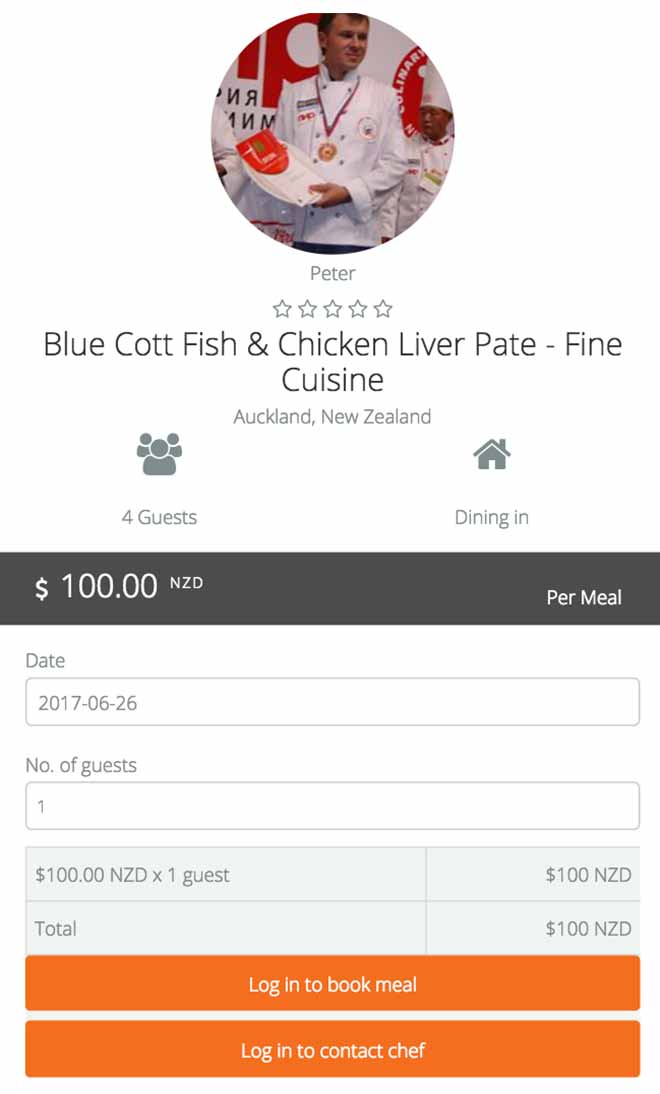 РИЯ
CULINARY
Peter
Blue Cott Fish & Chicken Liver Pate - Fine
Cuisine
Auckland, New Zealand
4 Guests
Dining in
$ 100.00 NZD
Per Meal
Date
2017-06-26
No. of guests
1
$100.00 NZD x 1 guest
$100 NZD
Total
$100 NZD
Log in to book meal
Log in to contact chef